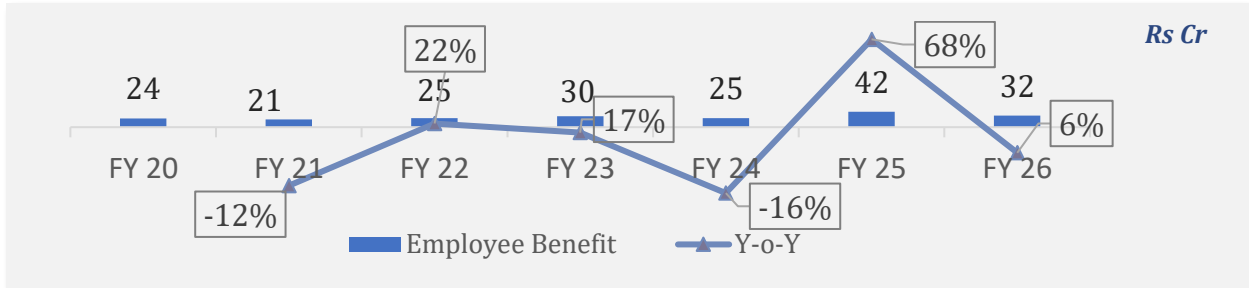 Rs Cr
22%
68%
24
21
25
30
25
42
32
17%
6%
FY 20
FY 21
FY 22
FY 23
FY 24
FY 25
FY 26
-12%
-16%
Employee Benefit
Y-o-Y